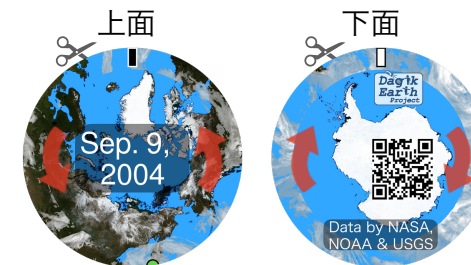 上面
下面
Sep. 9,
2004
Dagik
Earth
Project
Data by NASA,
NOAA & USGS